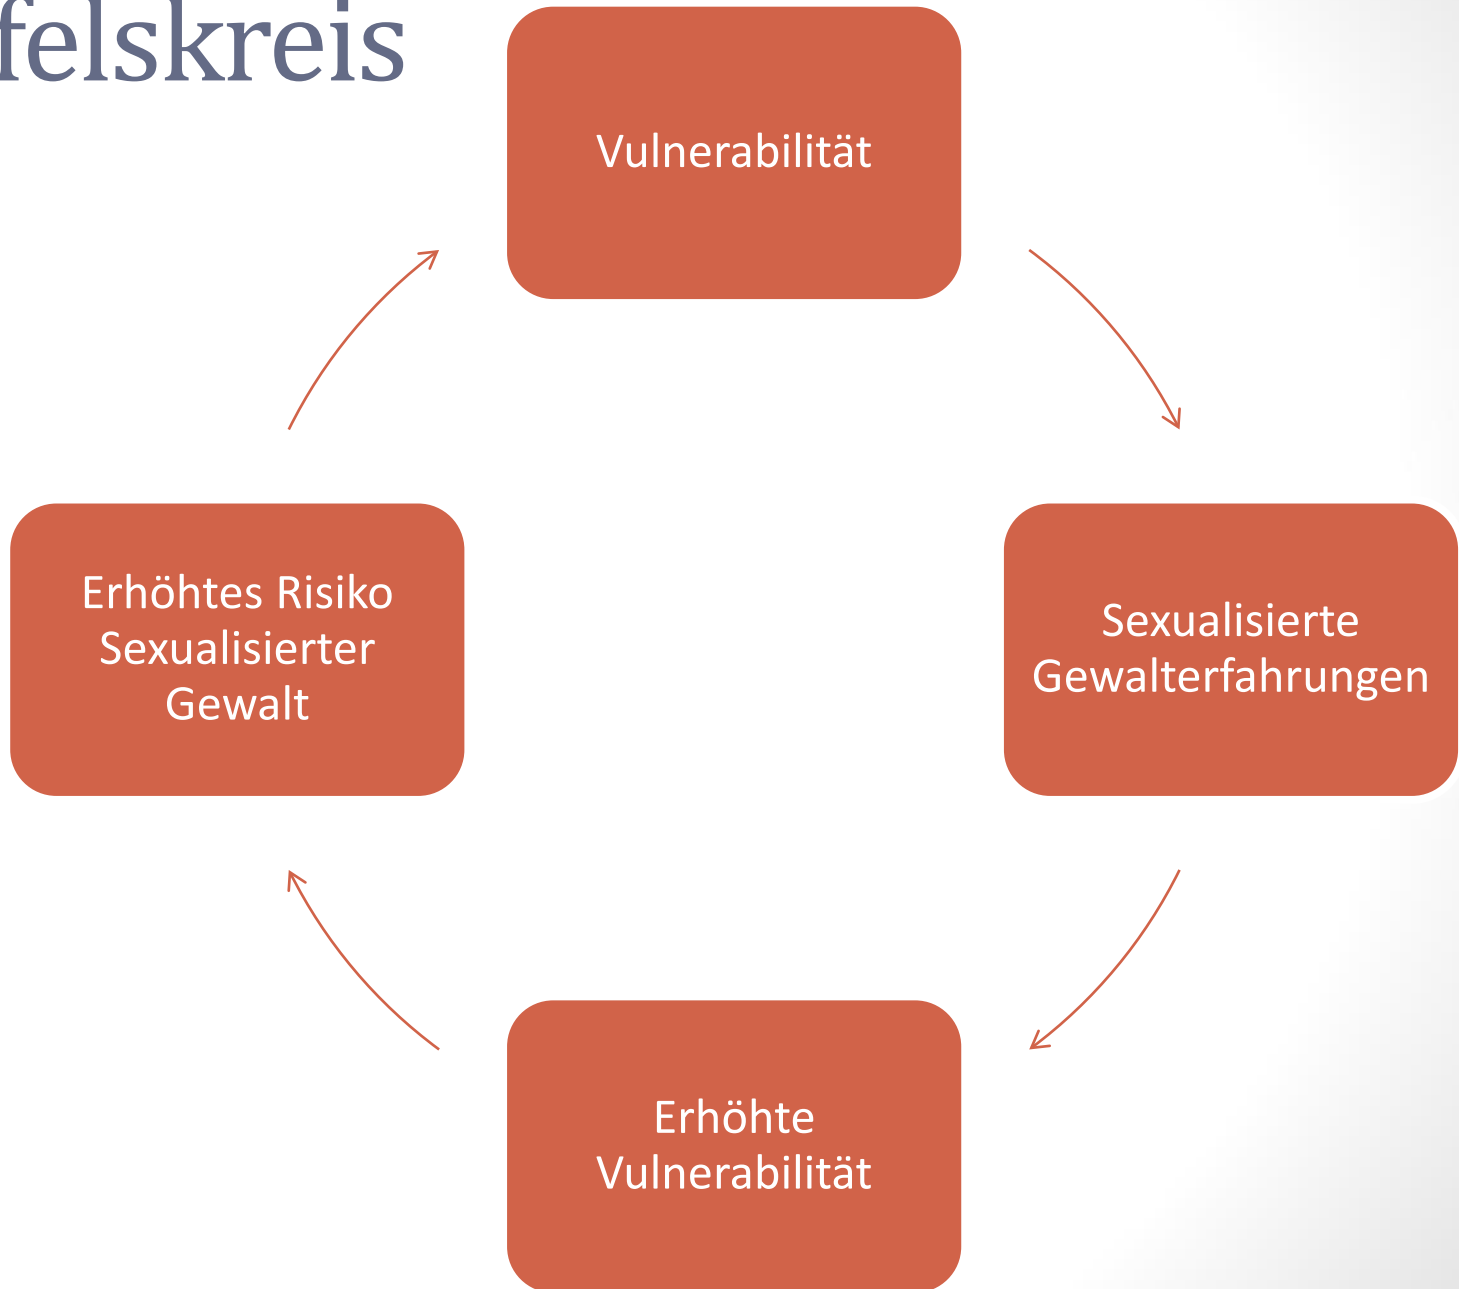 felskreis
Vulnerabilität
Erhöhtes Risiko
Sexualisierter
Gewalt
Sexualisierte
Gewalterfahrungen
Erhöhte
Vulnerabilität